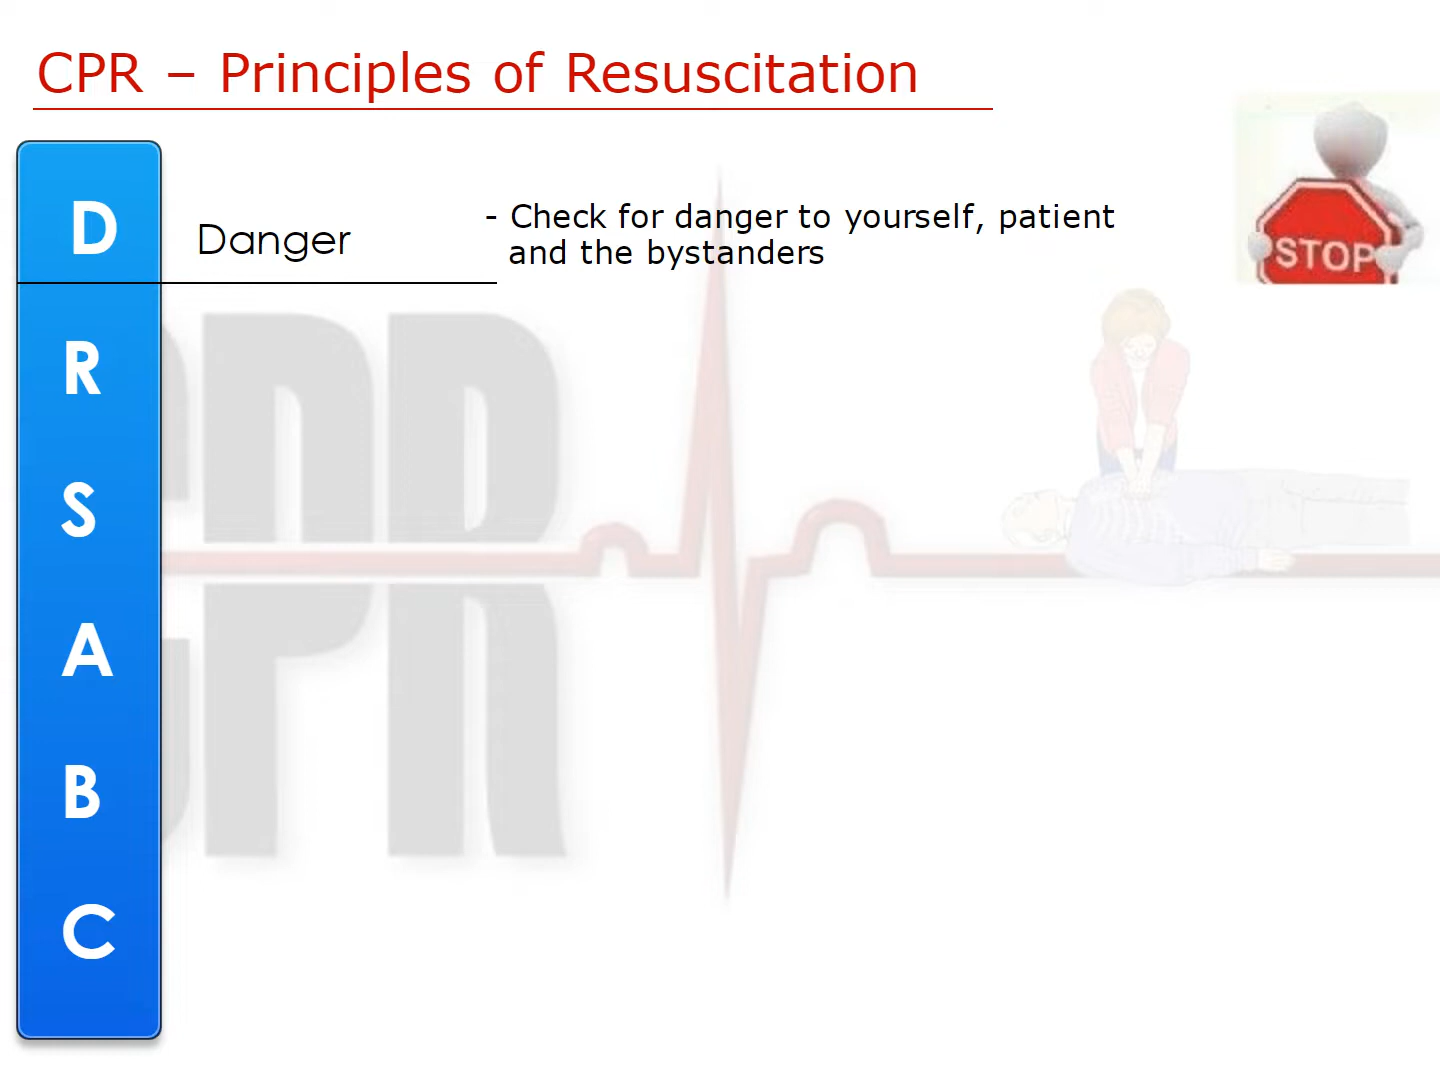 CPR – Principles of Resuscitation
D
Danger
- Check for danger to yourself, patient
and the bystanders
STOP
R
S
A
B
C
CPR